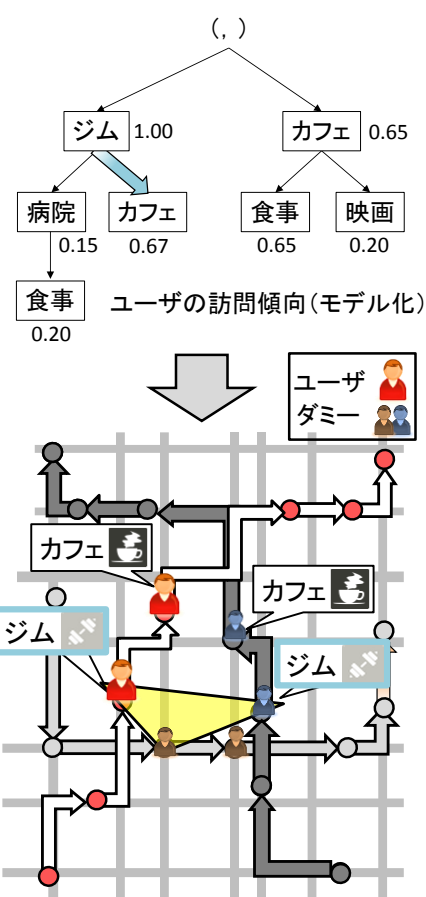 (, )
ジム 1.00
カフェ 0.65
病院
カフェ
食事
映画
0.15
0.67
0.65
0.20
食事
0.20
ユーザの訪問傾向(モデル化)
ユーザ
ダミー
カフェ
カフェ
ジム
ジム